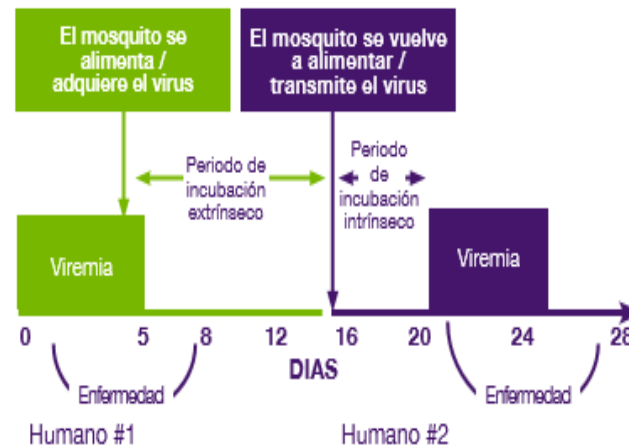 El mosquito se
alimenta /
adquiere el virus
El mosquito se vuelve
a alimentar /
transmite el virus
Periodo de
incubación
extrínseco
Periodo
de
incubación
intrínseco
Viremia
Viremia
0 5 8 12 16 20 24 28
DIAS
Enfermedad
Enfermedad
Humano #1
Humano #2